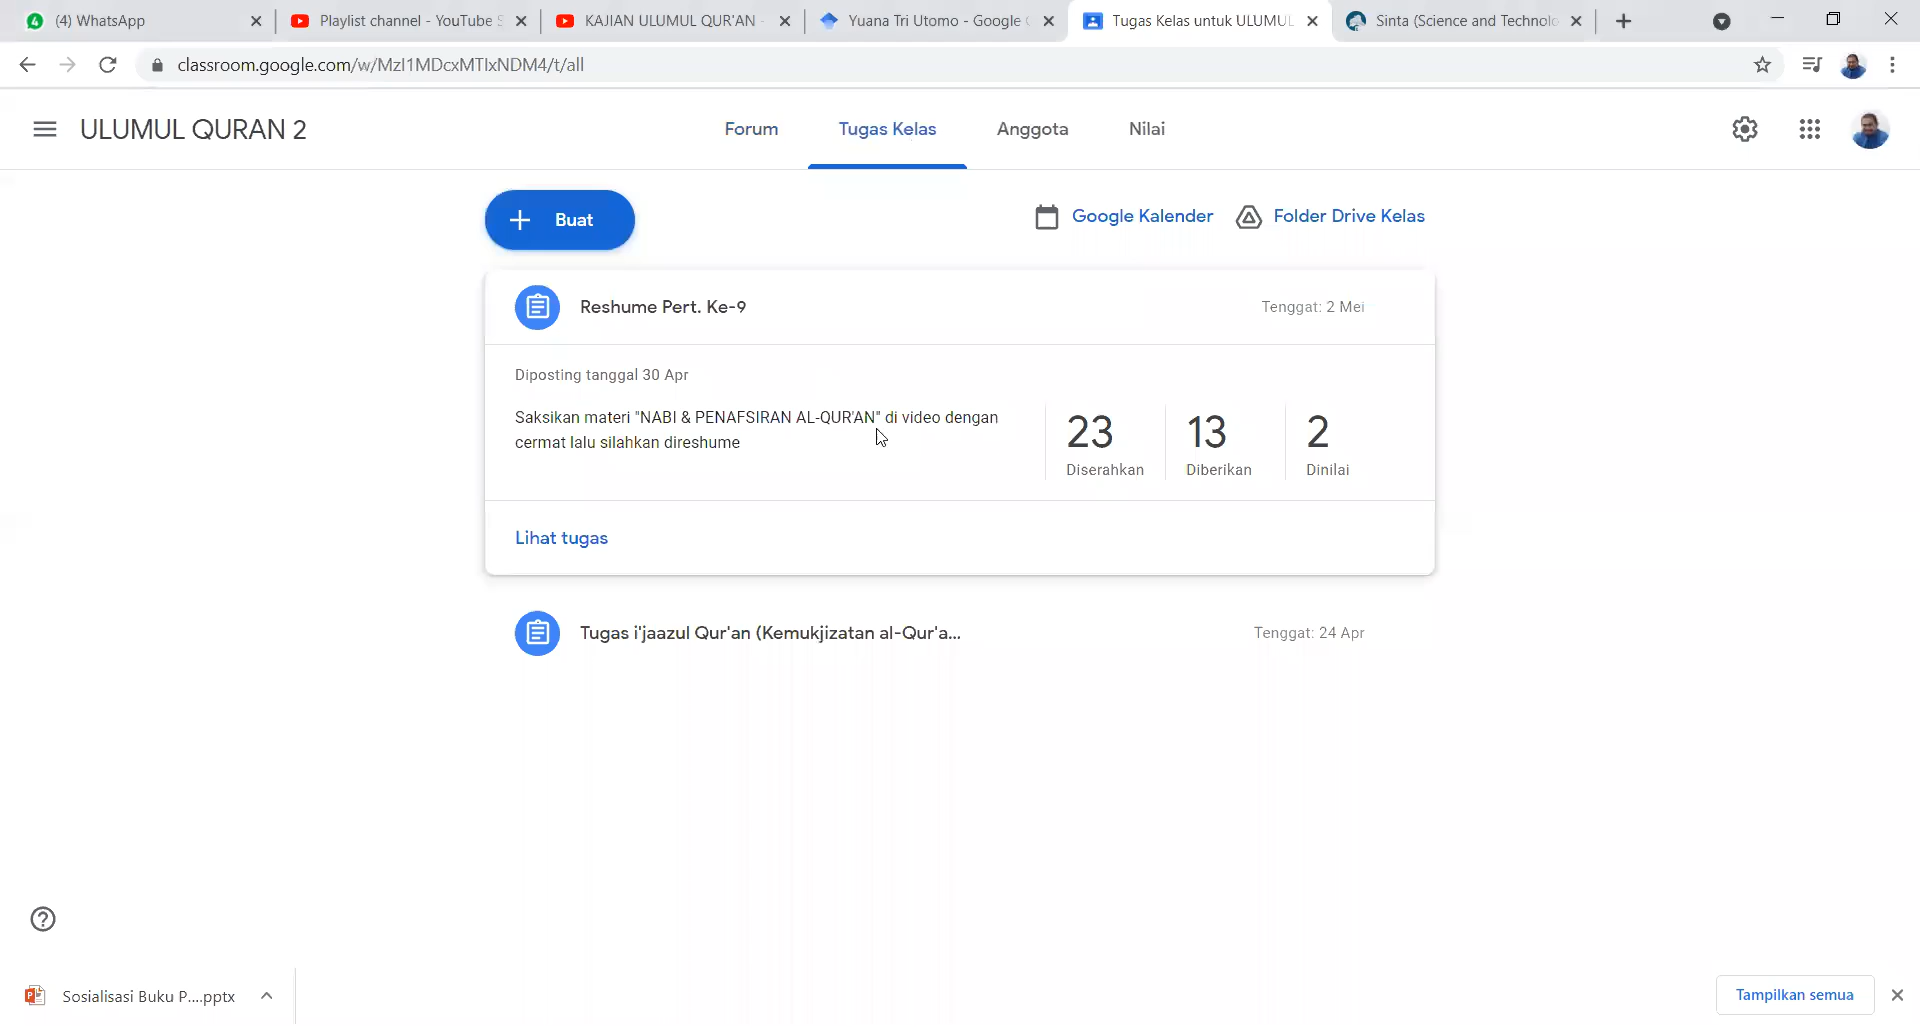 (4) WhatsApp
Playlist channel - YouTube S
KAJIAN ULUMUL QUR'AN -
Yuana Tri Utomo - Google
Tugas Kelas untuk ULUMUL
Sinta (Science and Technolo
classroom.google.com/w/MzI1MDcxMTIxNDM4/t/all
ULUMUL QURAN 2
Forum
Tugas Kelas
Anggota
Nilai
Buat
Google Kalender
Folder Drive Kelas
Reshume Pert. Ke-9
Tenggat: 2 Mei
Diposting tanggal 30 Apr
Saksikan materi "NABI & PENAFSIRAN AL-QUR'AN" di video dengan
cermat lalu silahkan direshume
23
Diserahkan
13
Diberikan
2
Dinilai
Lihat tugas
Tugas i'jaazul Qur'an (Kemukjizatan al-Qur'a...
Tenggat: 24 Apr
Sosialisasi Buku P....pptx
Tampilkan semua